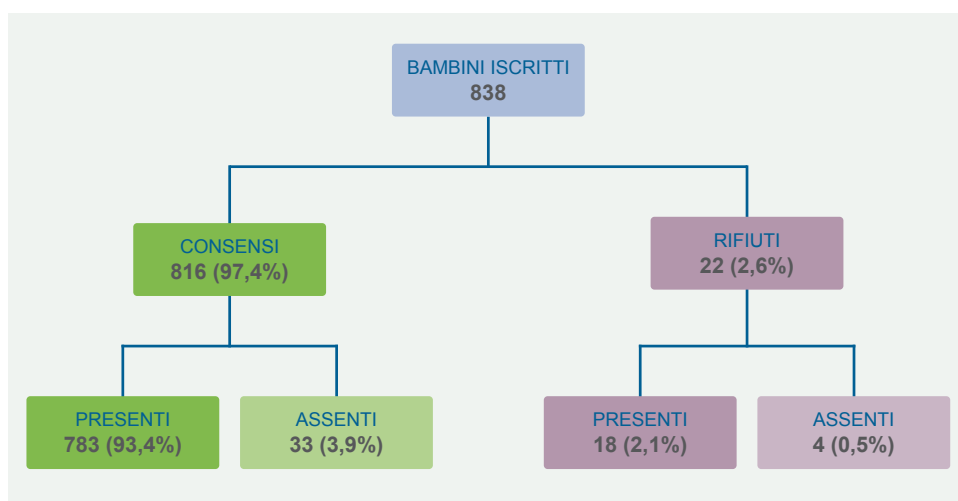 BAMBINI ISCRITTI
838
CONSENSI
816 (97,4%)
RIFIUTI
22 (2,6%)
PRESENTI
783 (93,4%)
ASSENTI
33 (3,9%)
PRESENTI
18 (2,1%)
ASSENTI
4 (0,5%)